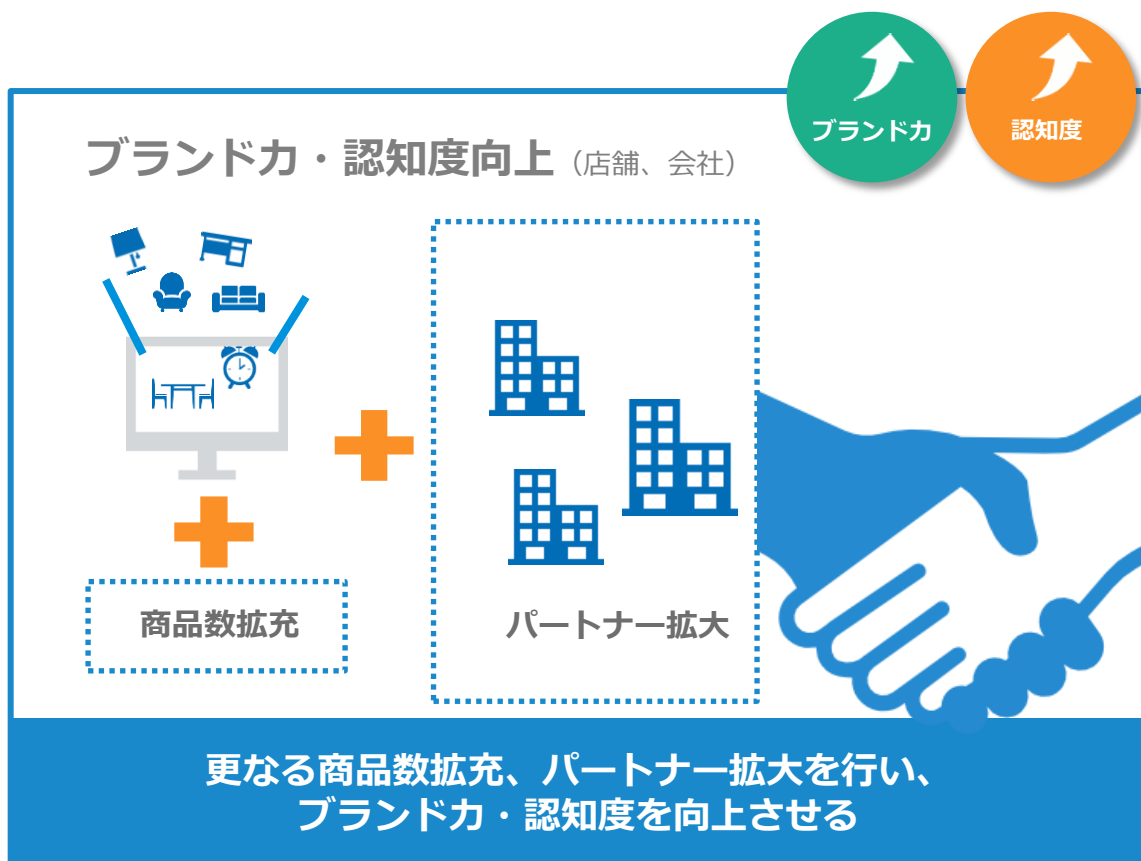 ブランド力
認知度
ブランド力・認知度向上（店舗、会社）
商品数拡充
パートナー拡大
更なる商品数拡充、パートナー拡大を行い、
ブランド力・認知度を向上させる